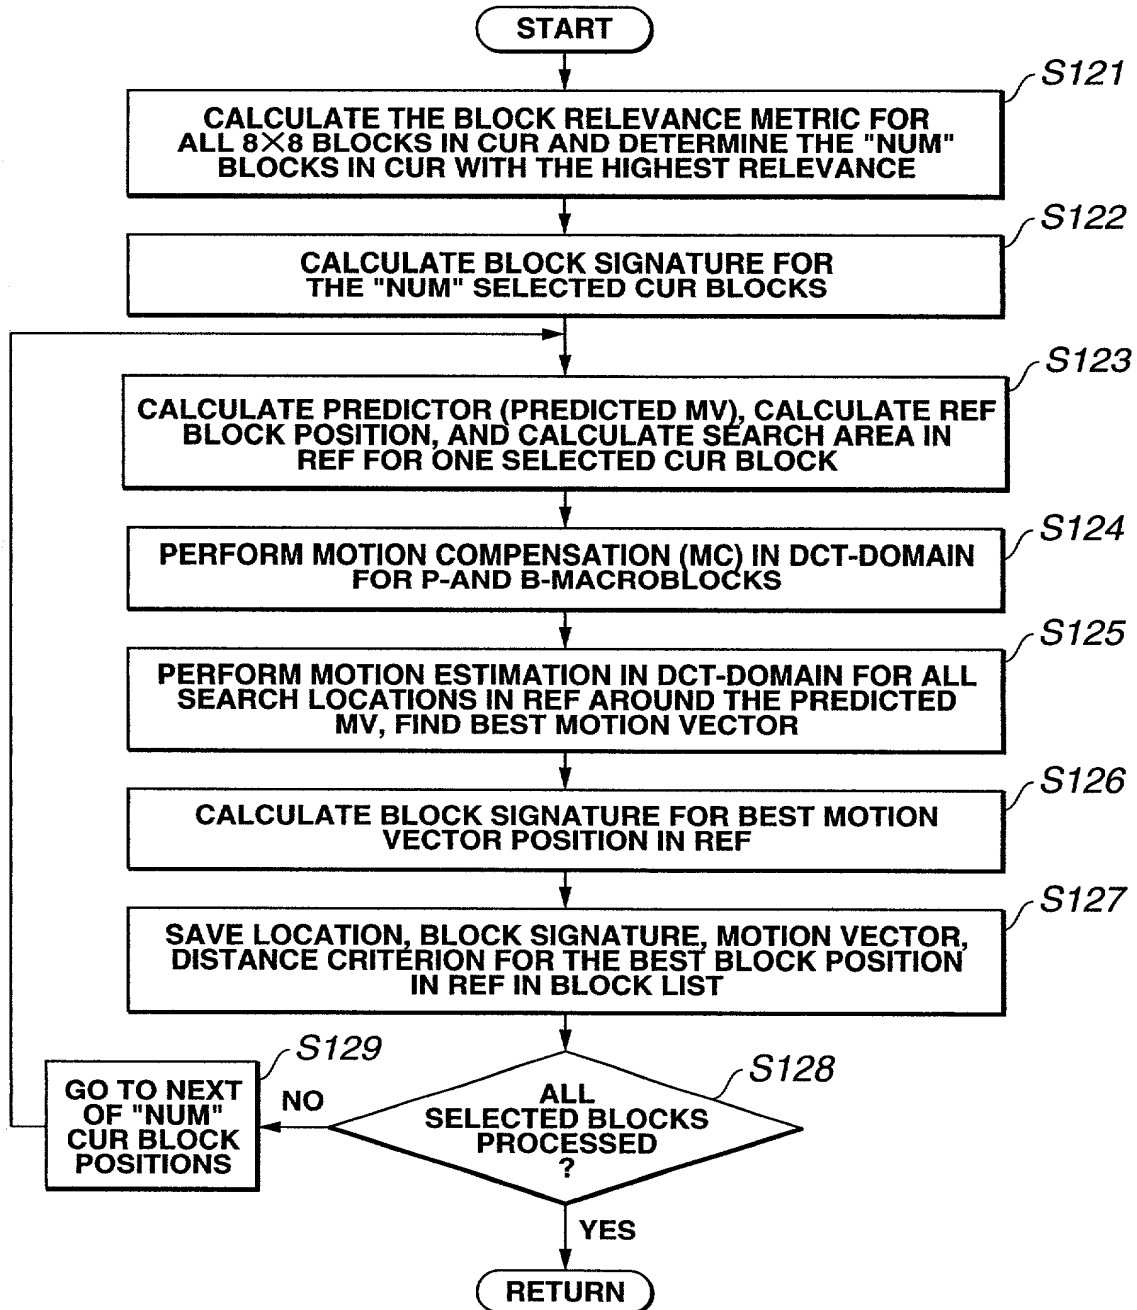 START
S121
CALCULATE THE BLOCK RELEVANCE METRIC FOR
ALL 8×8 BLOCKS IN CUR AND DETERMINE THE "NUM"
BLOCKS IN CUR WITH THE HIGHEST RELEVANCE
S122
CALCULATE BLOCK SIGNATURE FOR
THE "NUM" SELECTED CUR BLOCKS
S123
CALCULATE PREDICTOR (PREDICTED MV), CALCULATE REF
BLOCK POSITION, AND CALCULATE SEARCH AREA IN
REF FOR ONE SELECTED CUR BLOCK
S124
PERFORM MOTION COMPENSATION (MC) IN DCT-DOMAIN
FOR P-AND B-MACROBLOCKS
S125
PERFORM MOTION ESTIMATION IN DCT-DOMAIN FOR ALL
SEARCH LOCATIONS IN REF AROUND THE PREDICTED
MV, FIND BEST MOTION VECTOR
S126
CALCULATE BLOCK SIGNATURE FOR BEST MOTION
VECTOR POSITION IN REF
S127
SAVE LOCATION, BLOCK SIGNATURE, MOTION VECTOR,
DISTANCE CRITERION FOR THE BEST BLOCK POSITION
IN REF IN BLOCK LIST
S128
ALL
SELECTED BLOCKS
PROCESSED
?
NO
S129
GO TO NEXT
OF "NUM"
CUR BLOCK
POSITIONS
YES
RETURN